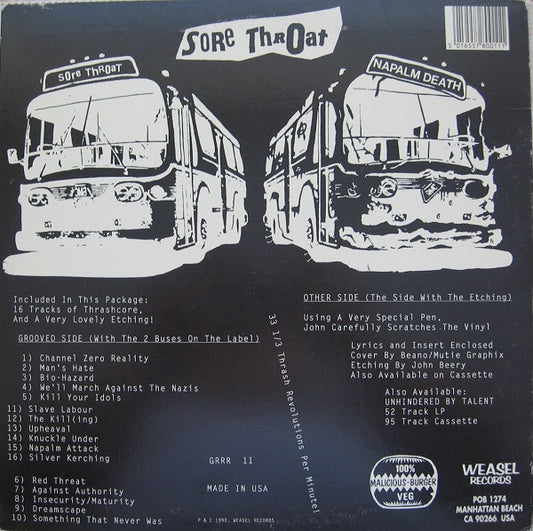 SORE THROAT
5 016557 800111
SORE THROAT
NAPALM DEATH
Included In This Package:
16 Tracks of Thrashcore,
And A Very Lovely Etching!
GROOVED SIDE (With The 2 Buses On The Label)
1) Channel Zero Reality
2) Man's Hate
3) Bio-Hazard
4) We'll March Against The Nazis
5) Kill Your Idols
11) Slave Labour
12) The Kill(ing)
13) Upheaval
14) Knuckle Under
15) Napalm Attack
16) Silver Kerching
6) Red Threat
7) Against Authority
8) Insecurity/Maturity
9) Dreamscape
10) Something That Never Was
33 1/3 Thrash Revolutions Per Minute!
GRRR 11
MADE IN USA
P & C 1990, WEASEL RECORDS
OTHER SIDE (The Side With The Etching)
Using A Very Special Pen,
John Carefully Scratches The Vinyl
Lyrics and Insert Enclosed
Cover By Beano/Mutie Graphix
Etching By John Beery
Also Available on Cassette
Also Available:
UNHINDERED BY TALENT
52 Track LP
95 Track Cassette
100%
MALICIOUS-BURGER
VEG
WEASEL
RECORDS
POB 1274
MANHATTAN BEACH
CA 90266 USA